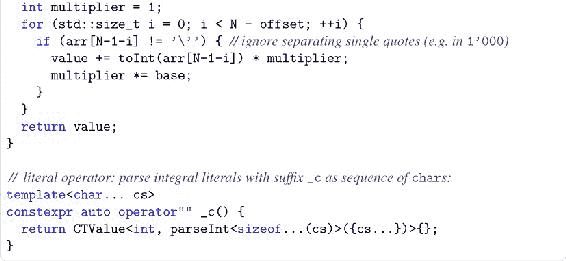 int multiplier = 1;
for (std::size_t i = 0; i < N - offset; ++i) {
if (arr[N-1-i] != '\'') { // ignore separating single quotes (e.g. in 1'000)
value += toInt(arr[N-1-i]) * multiplier;
multiplier *= base;
}
}
return value;
}
// literal operator: parse integral literals with suffix _c as sequence of chars:
template<char... cs>
constexpr auto operator"" _c() {
return CTValue<int, parseInt<sizeof...(cs)>({cs...})>{};
}